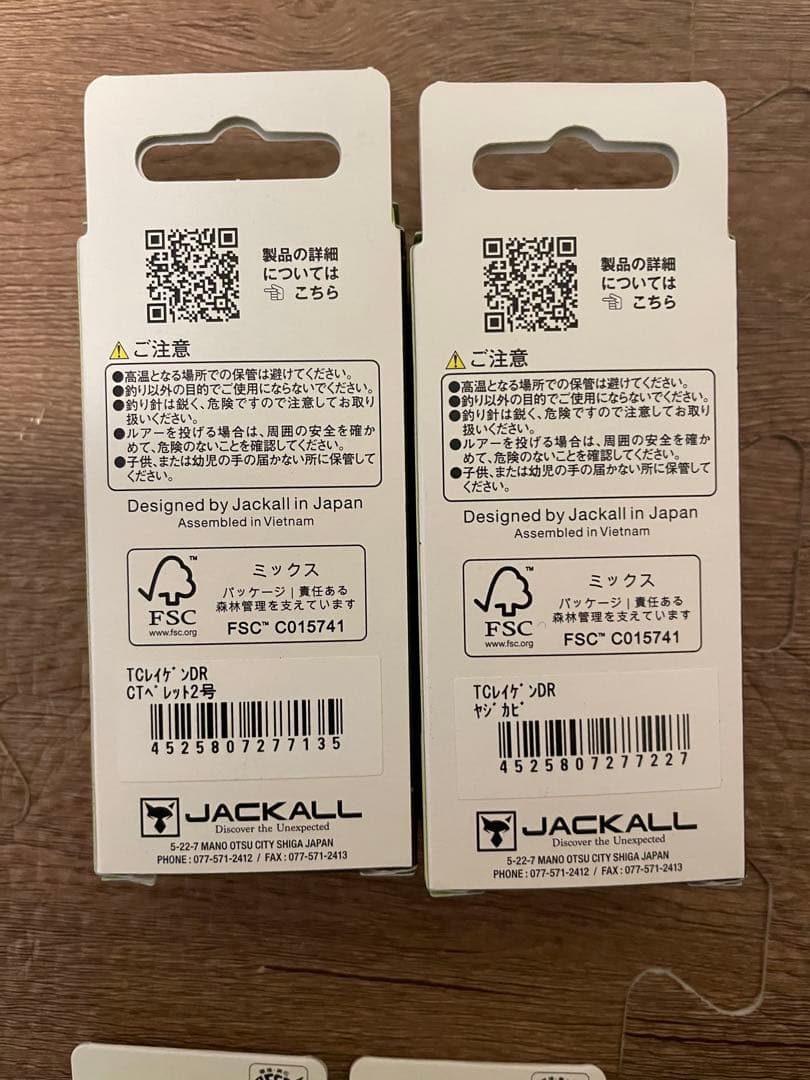 製品の詳細
については
こちら
ご注意
●高温となる場所での保管は避けてください。
●釣り以外の目的でご使用にならないでください。
●釣り針は鋭く、危険ですので注意してお取り
扱いください。
●ルアーを投げる場合は、周囲の安全を確か
めて、危険のないことを確認してください。
●子供、または幼児の手の届かない所に保管して
ください。
Designed by Jackall in Japan
Assembled in Vietnam
FSC
www.fsc.org
ミックス
パッケージ | 責任ある
森林管理を支えています
FSC™ C015741
TCレイゲンDR
CTペレット2号
4525807277135
JACKALL
Discover the Unexpected
5-22-7 MANO OTSU CITY SHIGA JAPAN
PHONE : 077-571-2412 / FAX : 077-571-2413
製品の詳細
については
こちら
ご注意
●高温となる場所での保管は避けてください。
●釣り以外の目的でご使用にならないでください。
●釣り針は鋭く、危険ですので注意してお取り
扱いください。
●ルアーを投げる場合は、周囲の安全を確か
めて、危険のないことを確認してください。
●子供、または幼児の手の届かない所に保管して
ください。
Designed by Jackall in Japan
Assembled in Vietnam
FSC
www.fsc.org
ミックス
パッケージ | 責任ある
森林管理を支えています
FSC™ C015741
TCレイゲンDR
ヤジカビ
4525807277227
JACKALL
Discover the Unexpected
5-22-7 MANO OTSU CITY SHIGA JAPAN
PHONE : 077-571-2412 / FAX : 077-571-2413